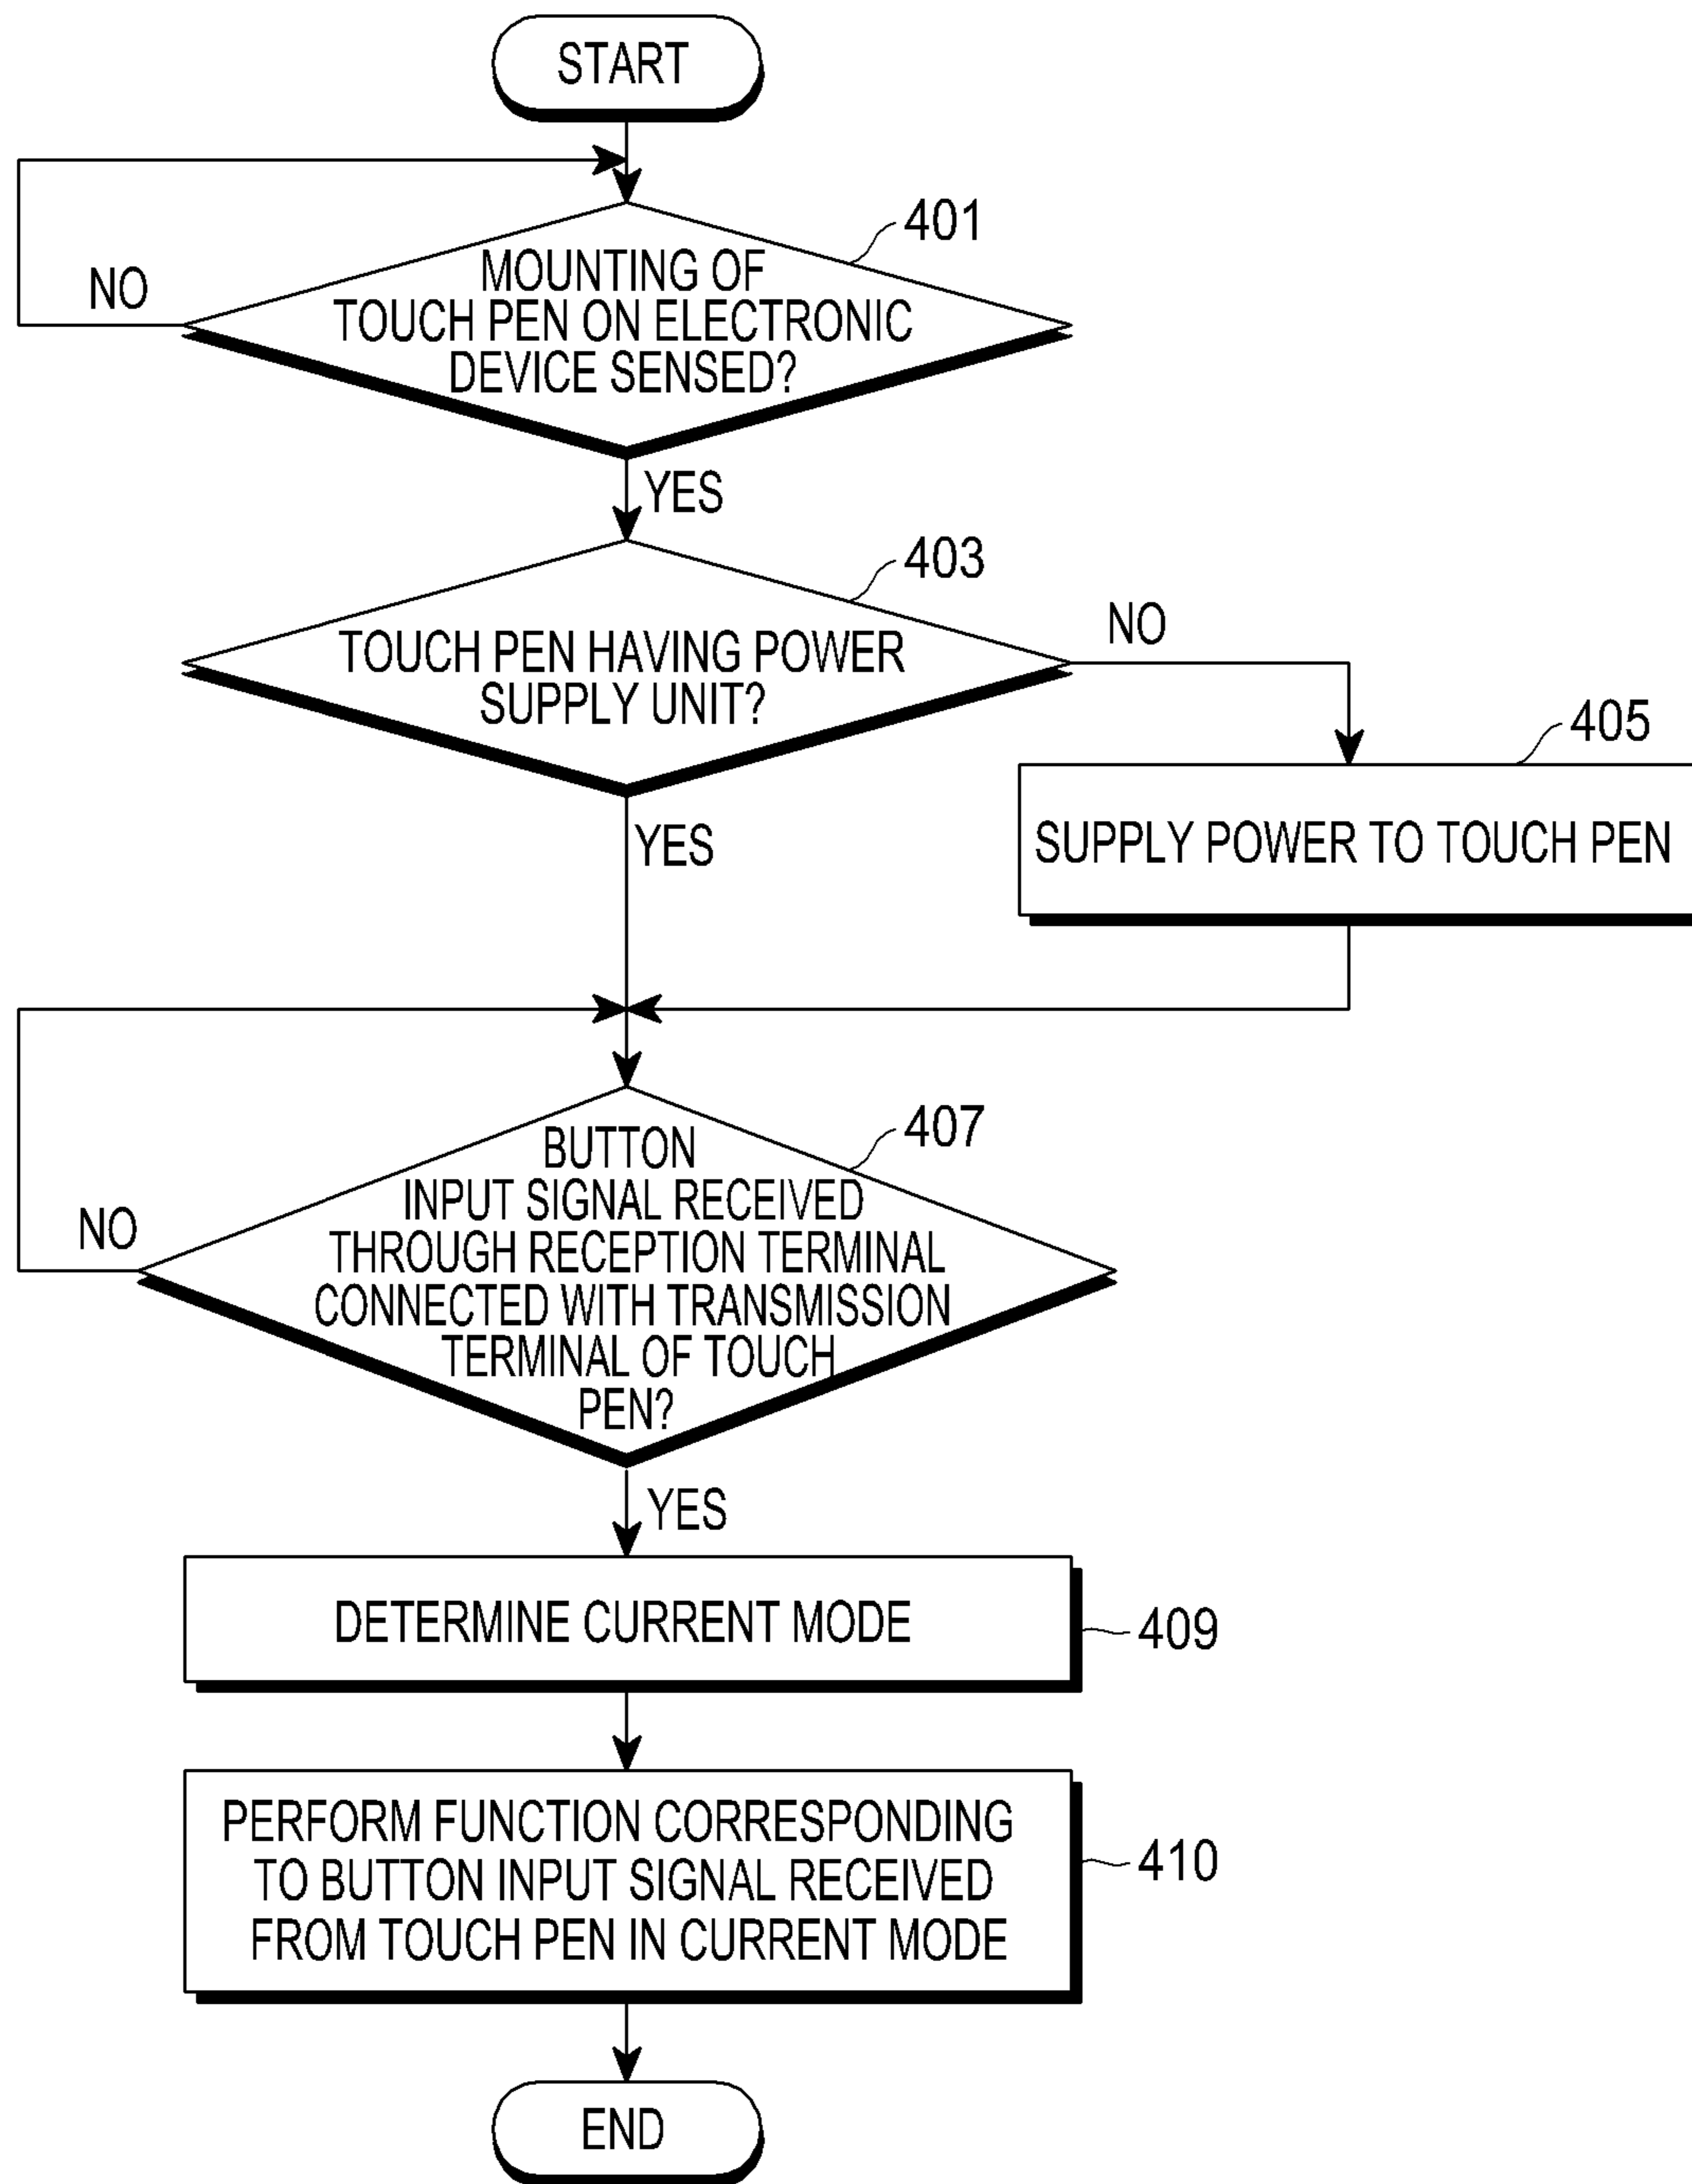 START
401
MOUNTING OF
TOUCH PEN ON ELECTRONIC
DEVICE SENSED?
NO
YES
403
TOUCH PEN HAVING POWER
SUPPLY UNIT?
NO
YES
405
SUPPLY POWER TO TOUCH PEN
407
BUTTON
INPUT SIGNAL RECEIVED
THROUGH RECEPTION TERMINAL
CONNECTED WITH TRANSMISSION
TERMINAL OF TOUCH
PEN?
NO
YES
DETERMINE CURRENT MODE
409
PERFORM FUNCTION CORRESPONDING
TO BUTTON INPUT SIGNAL RECEIVED
FROM TOUCH PEN IN CURRENT MODE
410
END